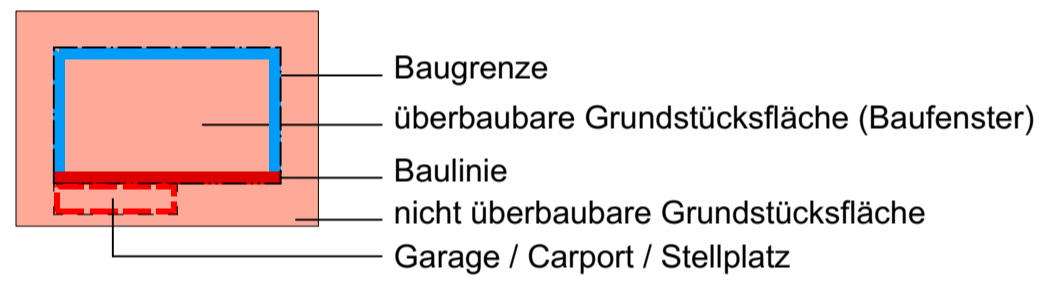 Baugrenze
überbaubare Grundstücksfläche (Baufenster)
Baulinie
nicht überbaubare Grundstücksfläche
Garage / Carport / Stellplatz